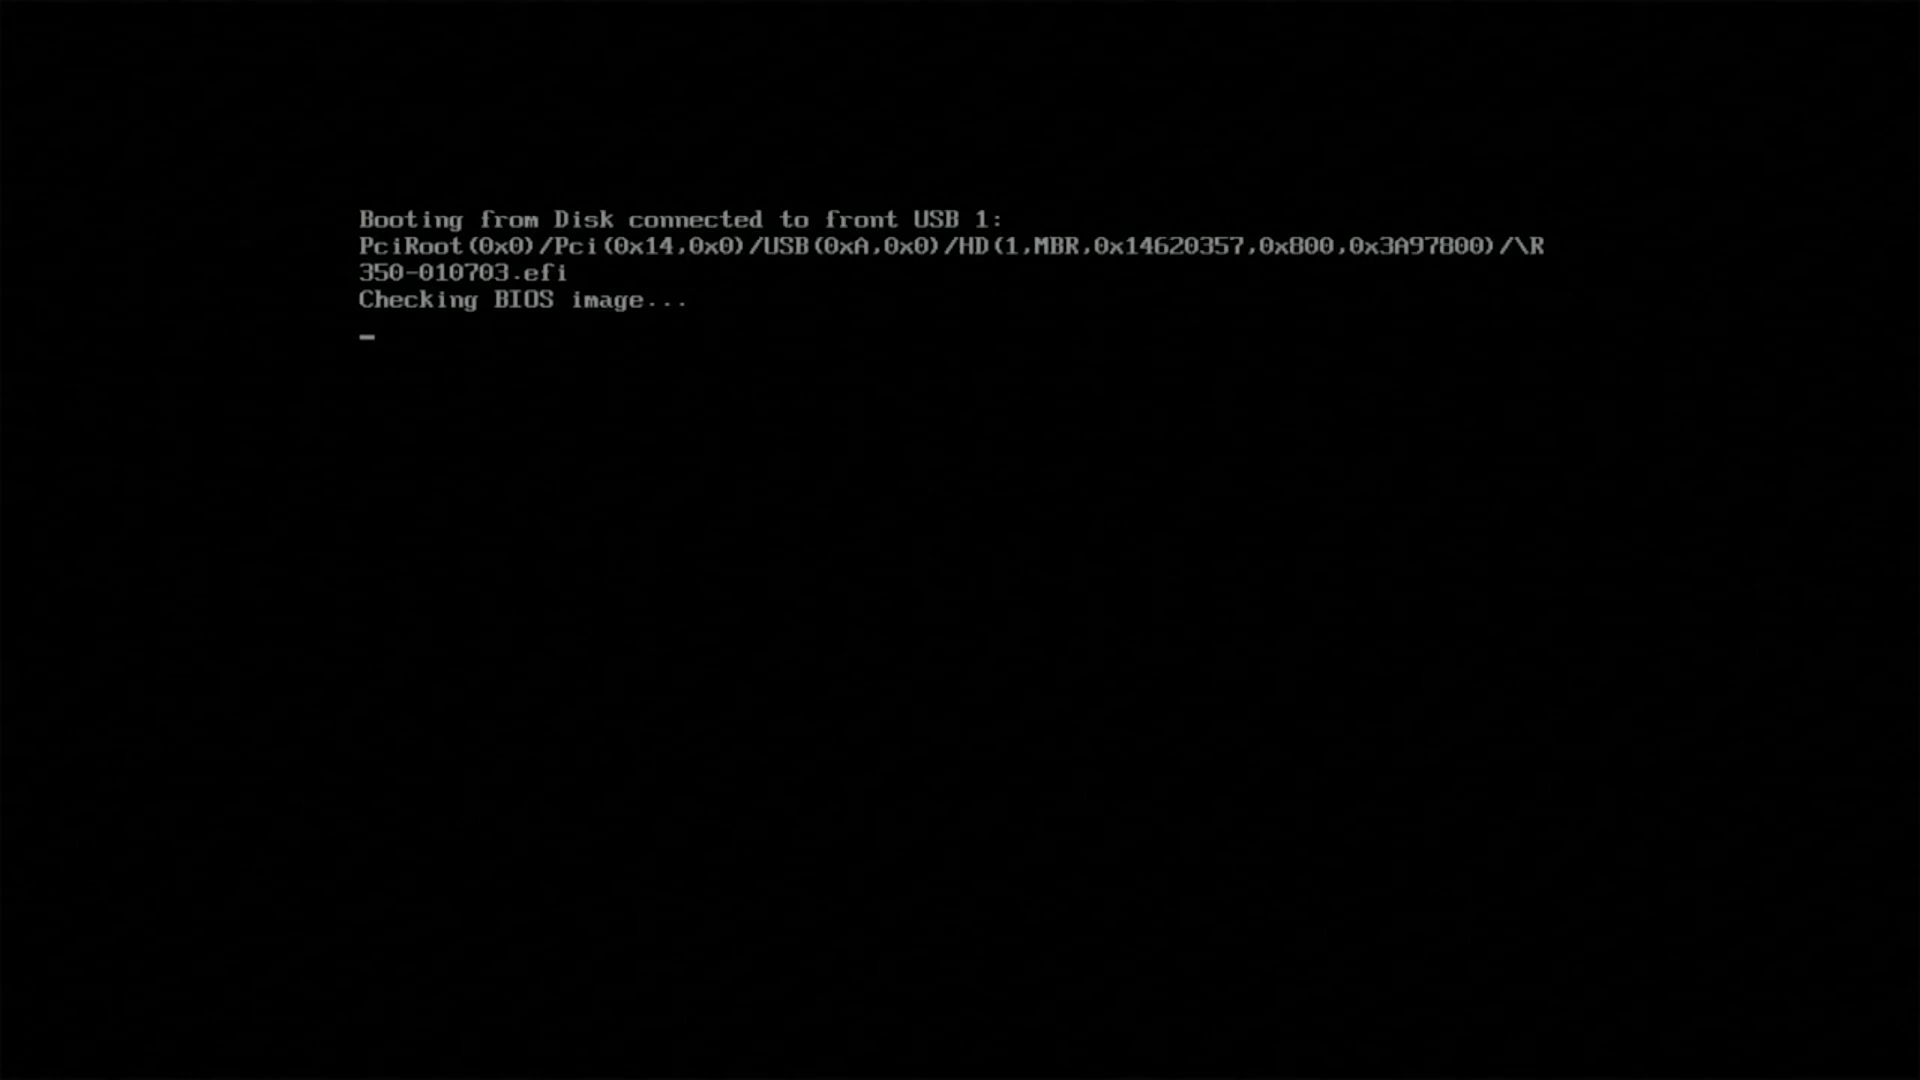 Booting from Disk connected to front USB 1:
PciRoot(0x0)/Pci(0x14,0x0)/USB(0xA,0x0)/HD(1,MBR,0x14620357,0x800,0x3A97800)/\R
350-010703.efi
Checking BIOS image...